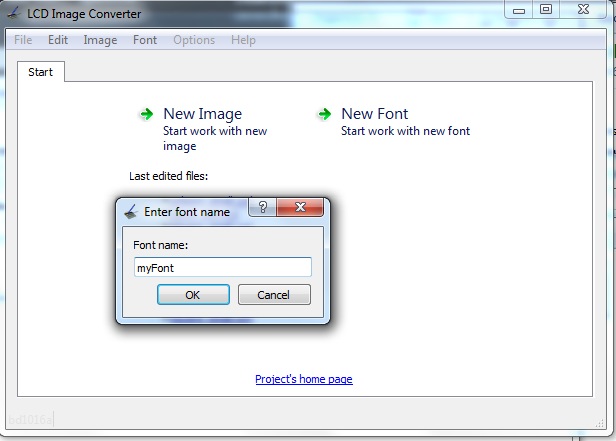 LCD Image Converter
File Edit Image Font Options Help
Start
New Image
Start work with new
image
New Font
Start work with new font
Last edited files:
Enter font name
?
Font name:
myFont
OK
Cancel
Project's home page
bd1016a